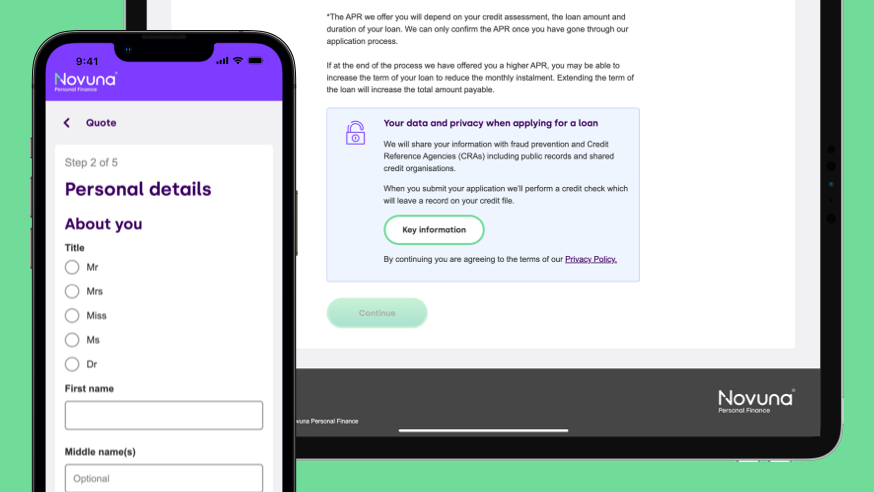 9:41
Novuna
Personal Finance
Quote
Step 2 of 5
Personal details
About you
Title
Mr
Mrs
Miss
Ms
Dr
First name
Middle name(s)
Optional
*The APR we offer you will depend on your credit assessment, the loan amount and
duration of your loan. We can only confirm the APR once you have gone through our
application process.
If at the end of the process we have offered you a higher APR, you may be able to
increase the term of your loan to reduce the monthly instalment. Extending the term of
the loan will increase the total amount payable.
Your data and privacy when applying for a loan
We will share your information with fraud prevention and Credit
Reference Agencies (CRAs) including public records and shared
credit organisations.
When you submit your application we'll perform a credit check which
will leave a record on your credit file.
Key information
By continuing you are agreeing to the terms of our Privacy Policy.
Continue
vuna Personal Finance
Novuna
Personal Finance